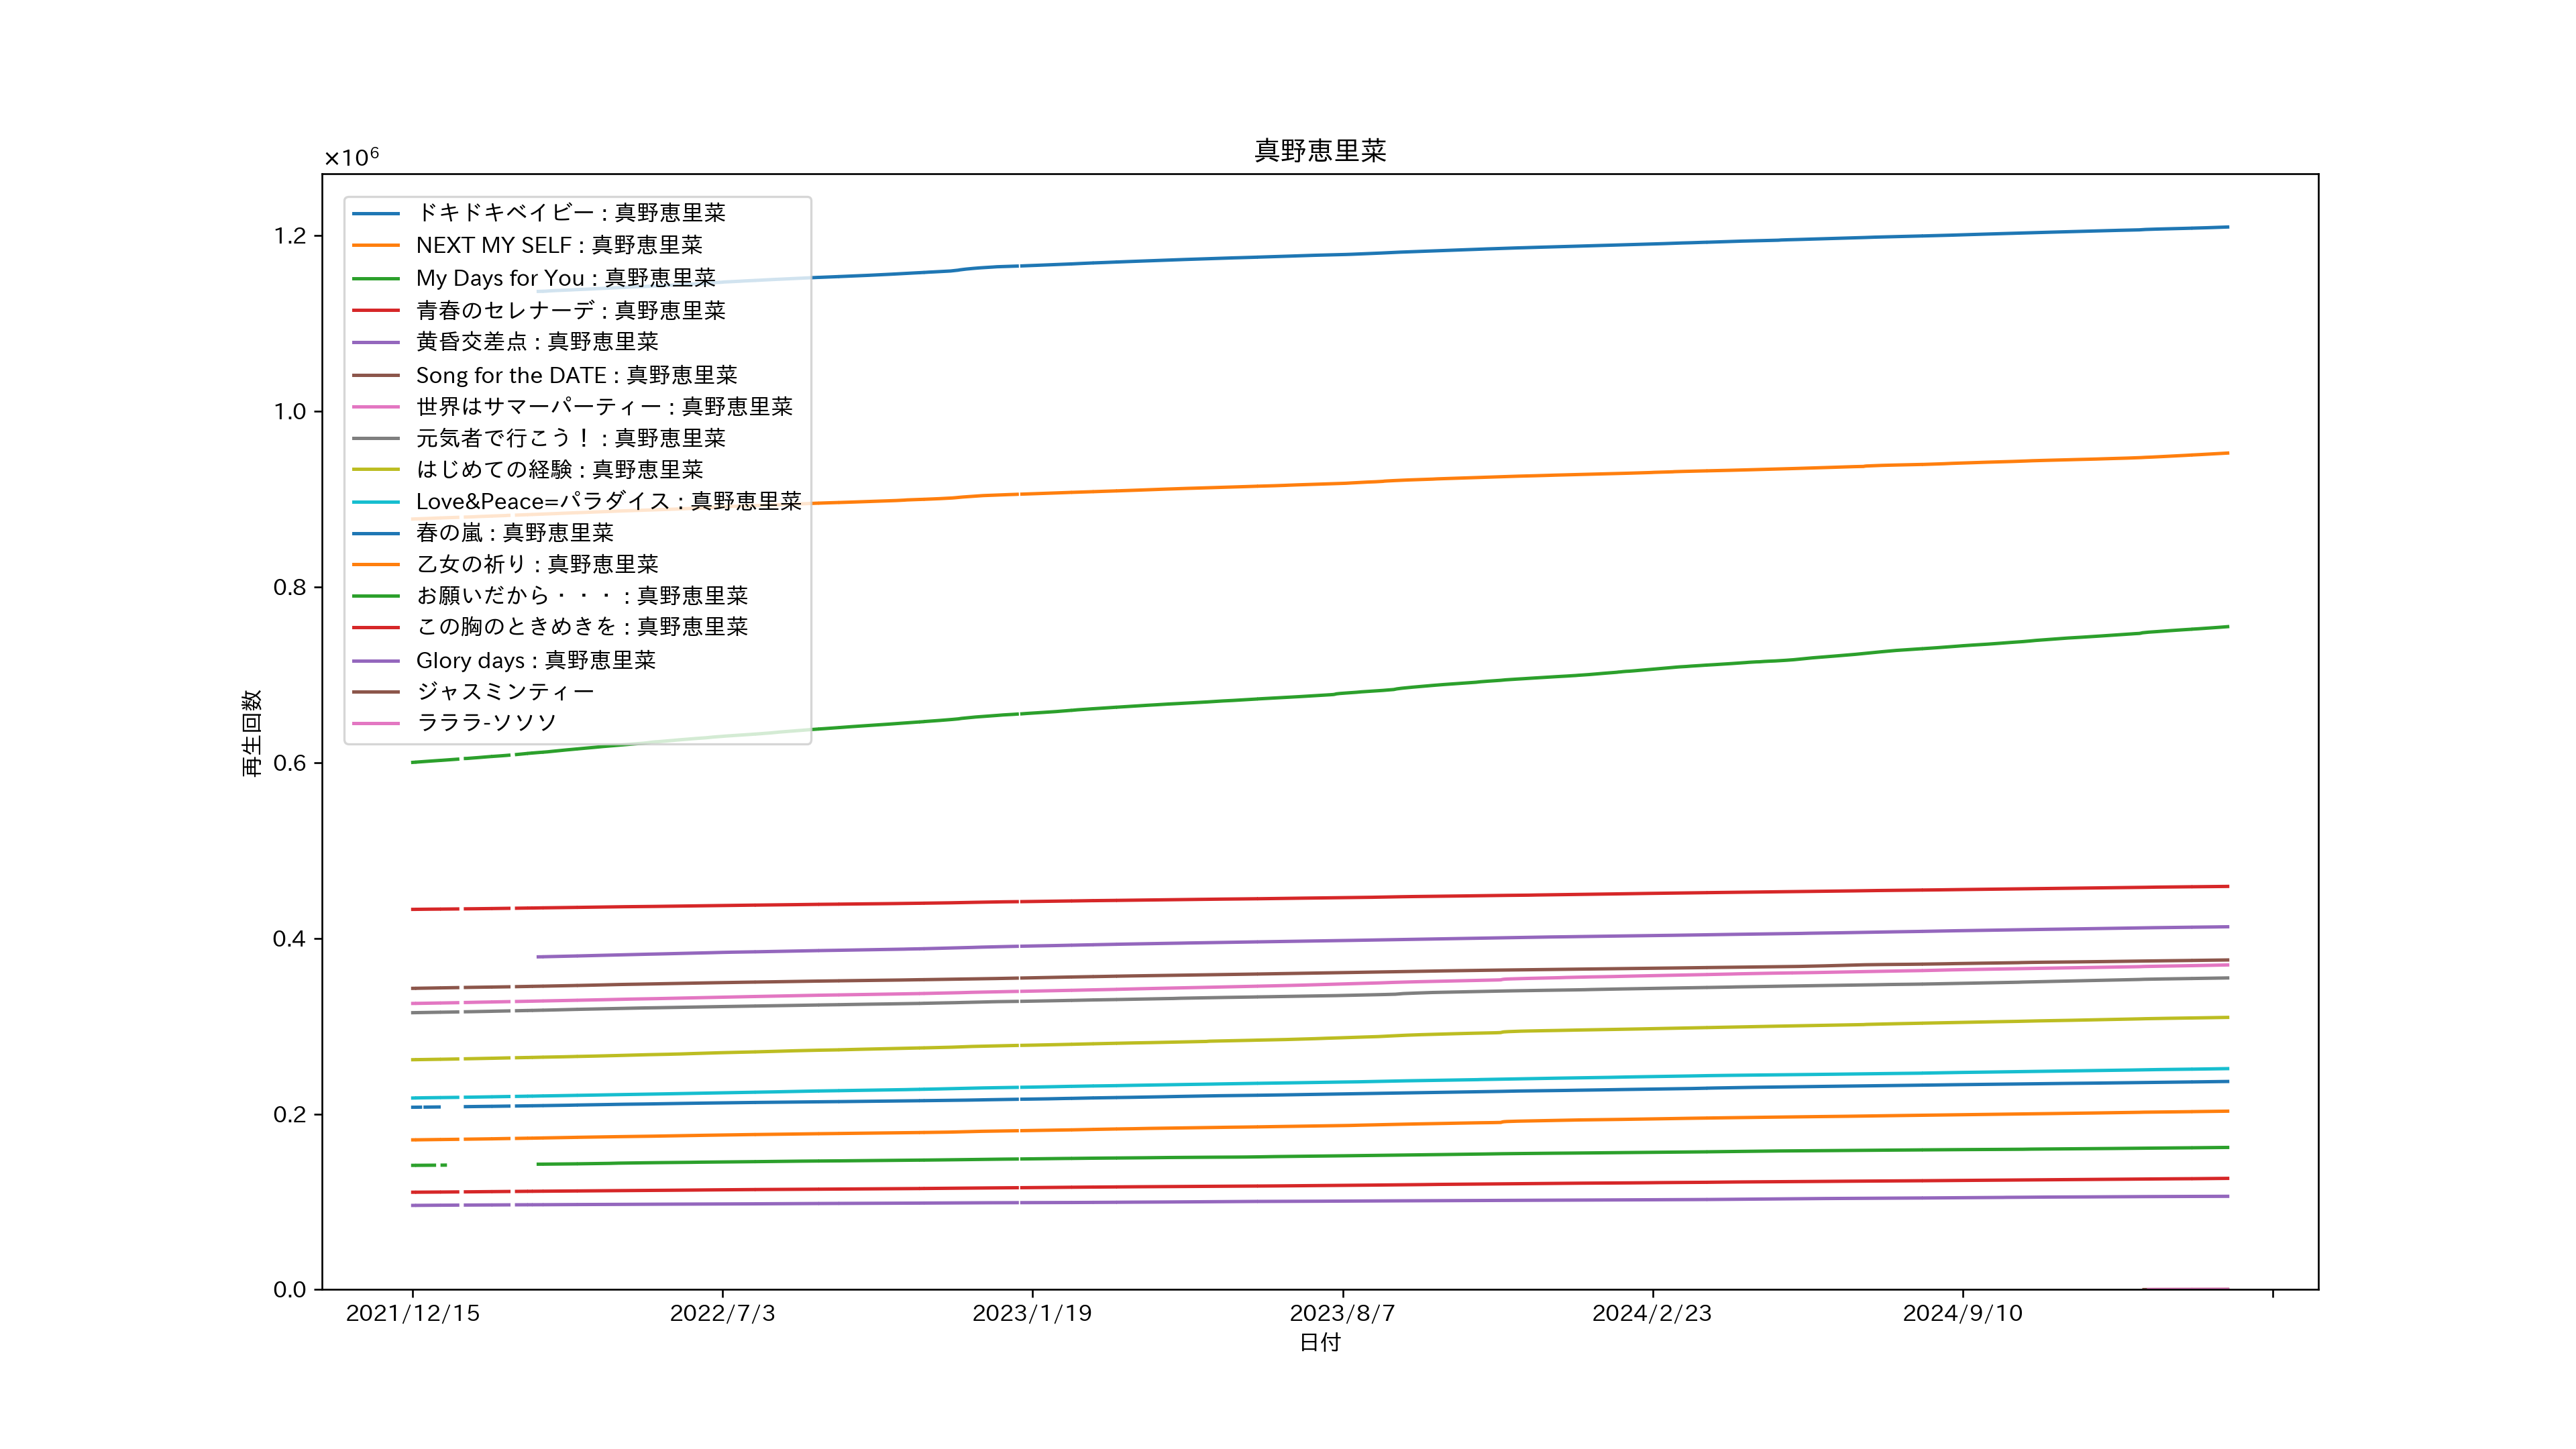 真野恵里菜
×10⁶
ドキドキベイビー : 真野恵里菜
NEXT MY SELF : 真野恵里菜
My Days for You : 真野恵里菜
青春のセレナーデ : 真野恵里菜
黄昏交差点 : 真野恵里菜
Song for the DATE : 真野恵里菜
世界はサマーパーティー : 真野恵里菜
元気者で行こう！ : 真野恵里菜
はじめての経験 : 真野恵里菜
Love&Peace=パラダイス : 真野恵里菜
春の嵐 : 真野恵里菜
乙女の祈り : 真野恵里菜
お願いだから・・・ : 真野恵里菜
この胸のときめきを : 真野恵里菜
Glory days : 真野恵里菜
ジャスミンティー
ラララ-ソソソ
1.2
1.0
0.8
0.6
0.4
0.2
0.0
再生回数
2021/12/15
2022/7/3
2023/1/19
2023/8/7
2024/2/23
2024/9/10
日付